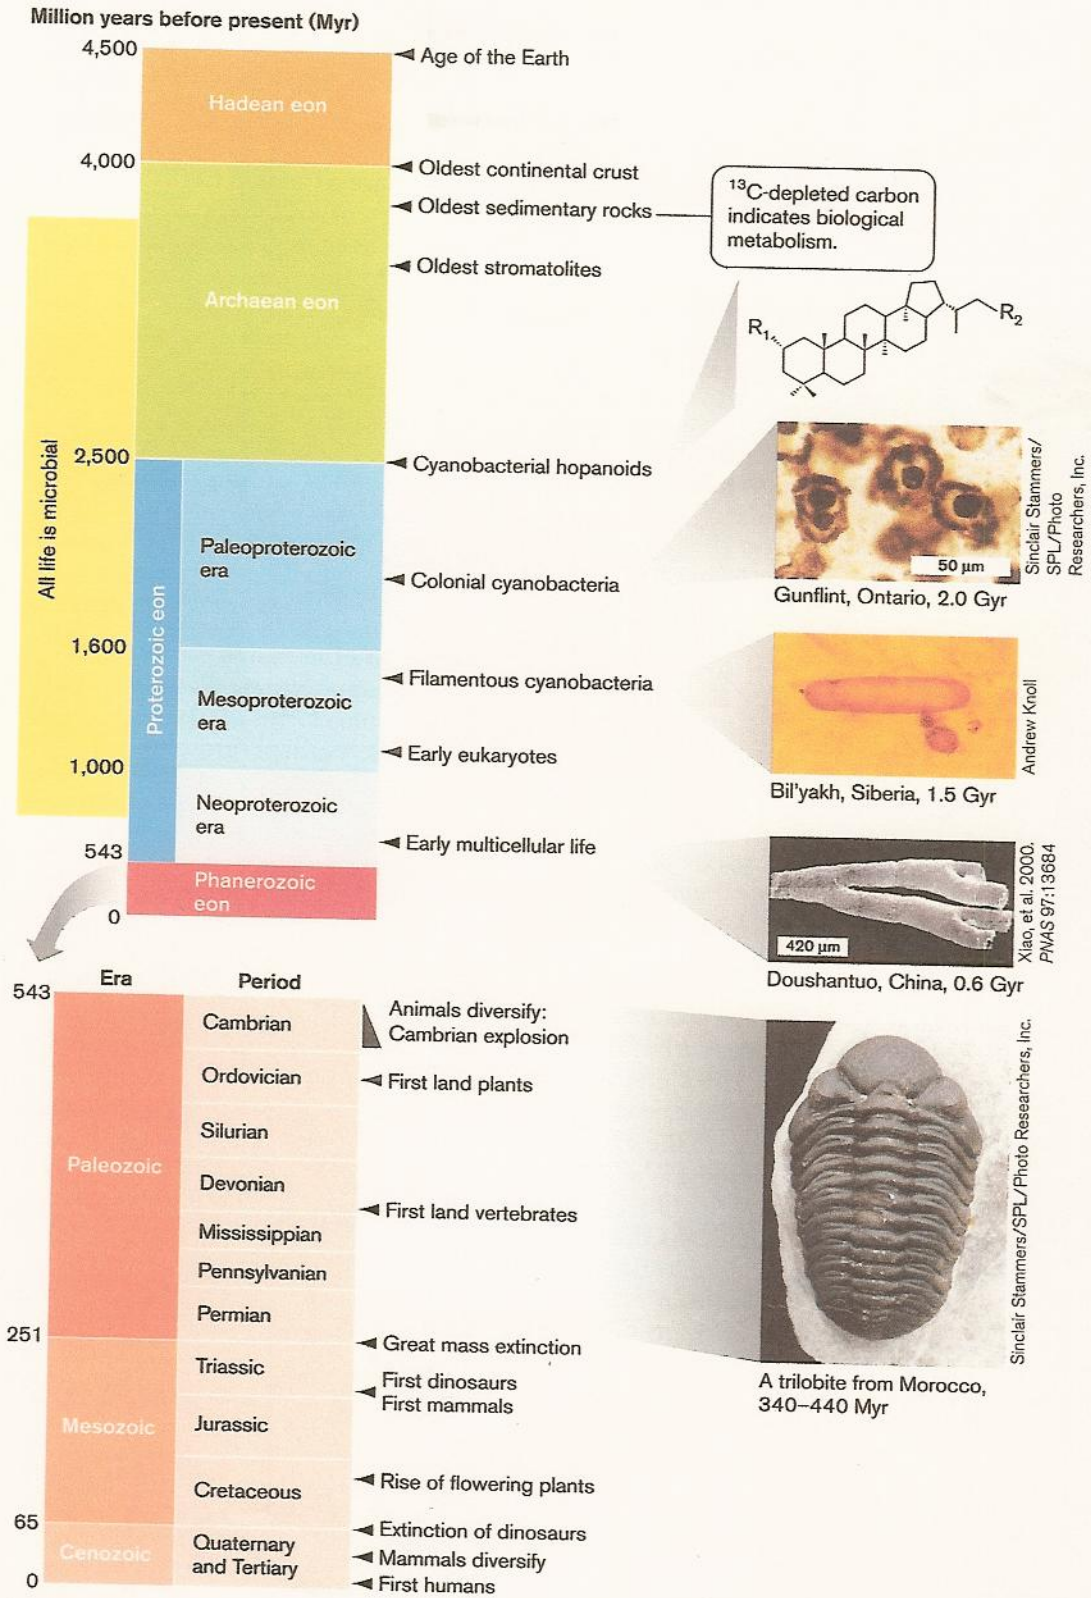 Million years before present (Myr)
4,500
Age of the Earth
Hadean eon
4,000
Oldest continental crust
Oldest sedimentary rocks
13C-depleted carbon
indicates biological
metabolism.
Oldest stromatolites
Archaean eon
R1
R2
All life is microbial
2,500
Cyanobacterial hopanoids
Proterozoic eon
Paleoproterozoic
era
Colonial cyanobacteria
50 µm
Sinclair Stammers/
SPL/Photo
Researchers, Inc.
Gunflint, Ontario, 2.0 Gyr
1,600
Filamentous cyanobacteria
Mesoproterozoic
era
Early eukaryotes
Andrew Knoll
Bil'yakh, Siberia, 1.5 Gyr
1,000
Neoproterozoic
era
Early multicellular life
543
Phanerozoic
eon
0
420 µm
Xiao, et al. 2000.
PNAS 97:13684
Doushantuo, China, 0.6 Gyr
Era
Period
543
Cambrian
Animals diversify:
Cambrian explosion
Ordovician
First land plants
Silurian
Paleozoic
Devonian
First land vertebrates
Mississippian
Pennsylvanian
Permian
251
Great mass extinction
Triassic
First dinosaurs
First mammals
Mesozoic
Jurassic
Cretaceous
Rise of flowering plants
65
Extinction of dinosaurs
Cenozoic
Quaternary
and Tertiary
Mammals diversify
0
First humans
Sinclair Stammers/SPL/Photo Researchers, Inc.
A trilobite from Morocco,
340–440 Myr